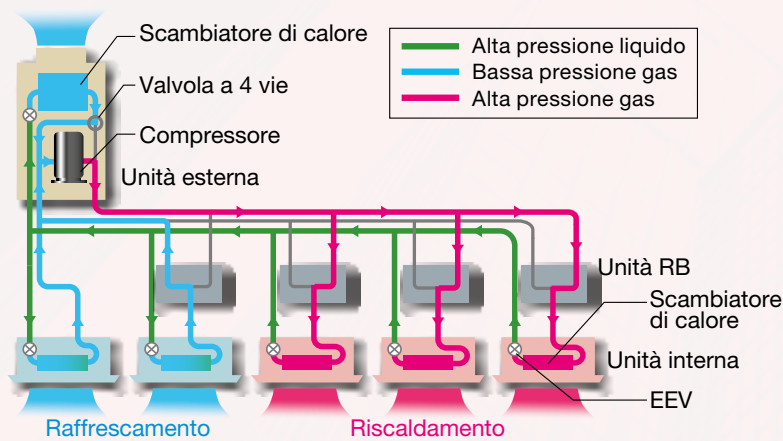 Scambiatore di calore
Valvola a 4 vie
Compressore
Unità esterna
Alta pressione liquido
Bassa pressione gas
Alta pressione gas
Unità RB
Scambiatore
di calore
Unità interna
EEV
Raffrescamento
Riscaldamento